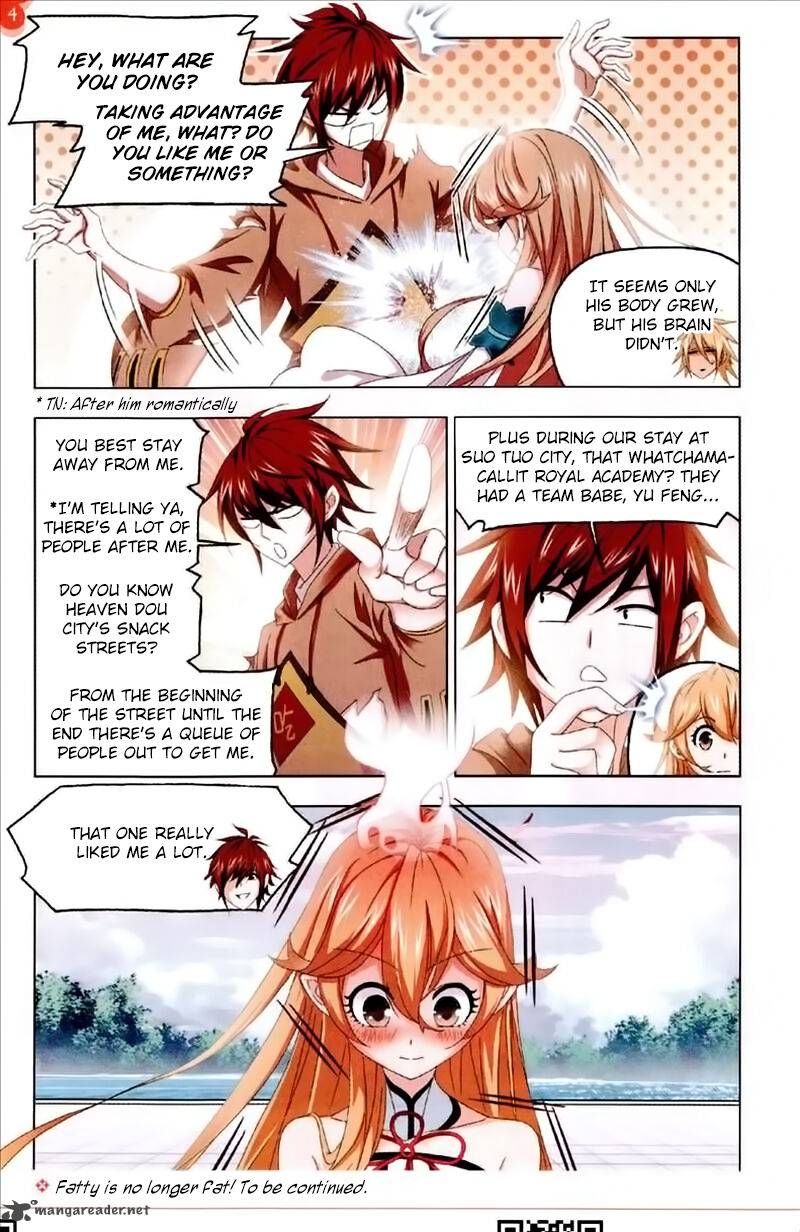 4
HEY, WHAT ARE
YOU DOING?
TAKING ADVANTAGE
OF ME, WHAT? DO
YOU LIKE ME OR
SOMETHING?
IT SEEMS ONLY
HIS BODY GREW,
BUT HIS BRAIN
DIDN'T.
* TN: After him romantically
YOU BEST STAY
AWAY FROM ME.
*I'M TELLING YA,
THERE'S A LOT OF
PEOPLE AFTER ME.
DO YOU KNOW
HEAVEN DOU
CITY'S SNACK
STREETS?
FROM THE BEGINNING
OF THE STREET UNTIL THE
END THERE'S A QUEUE OF
PEOPLE OUT TO GET ME.
PLUS DURING OUR STAY AT
SUO TUO CITY, THAT WHATCHAMA-
CALLIT ROYAL ACADEMY? THEY
HAD A TEAM BABE, YU FENG...
THAT ONE REALLY
LIKED ME A LOT.
Fatty is no longer fat! To be continued.
mangareader.net